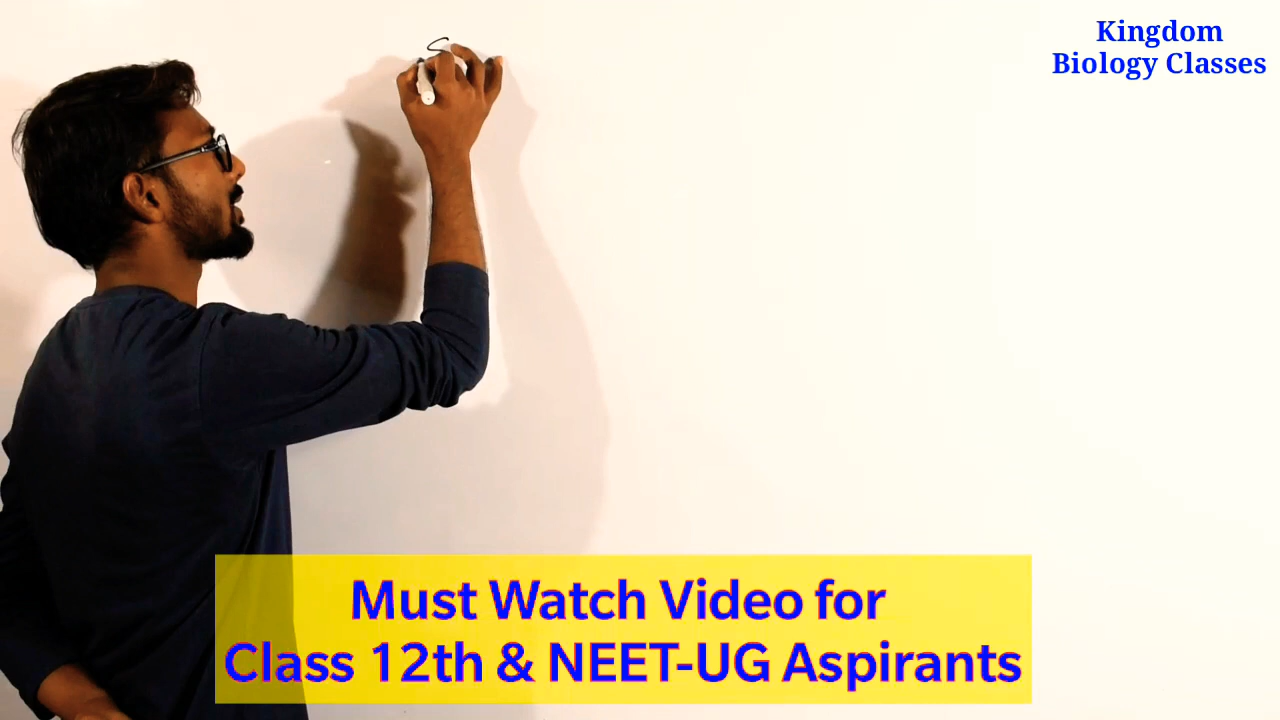 Kingdom
Biology Classes
S
Must Watch Video for
Class 12th & NEET-UG Aspirants